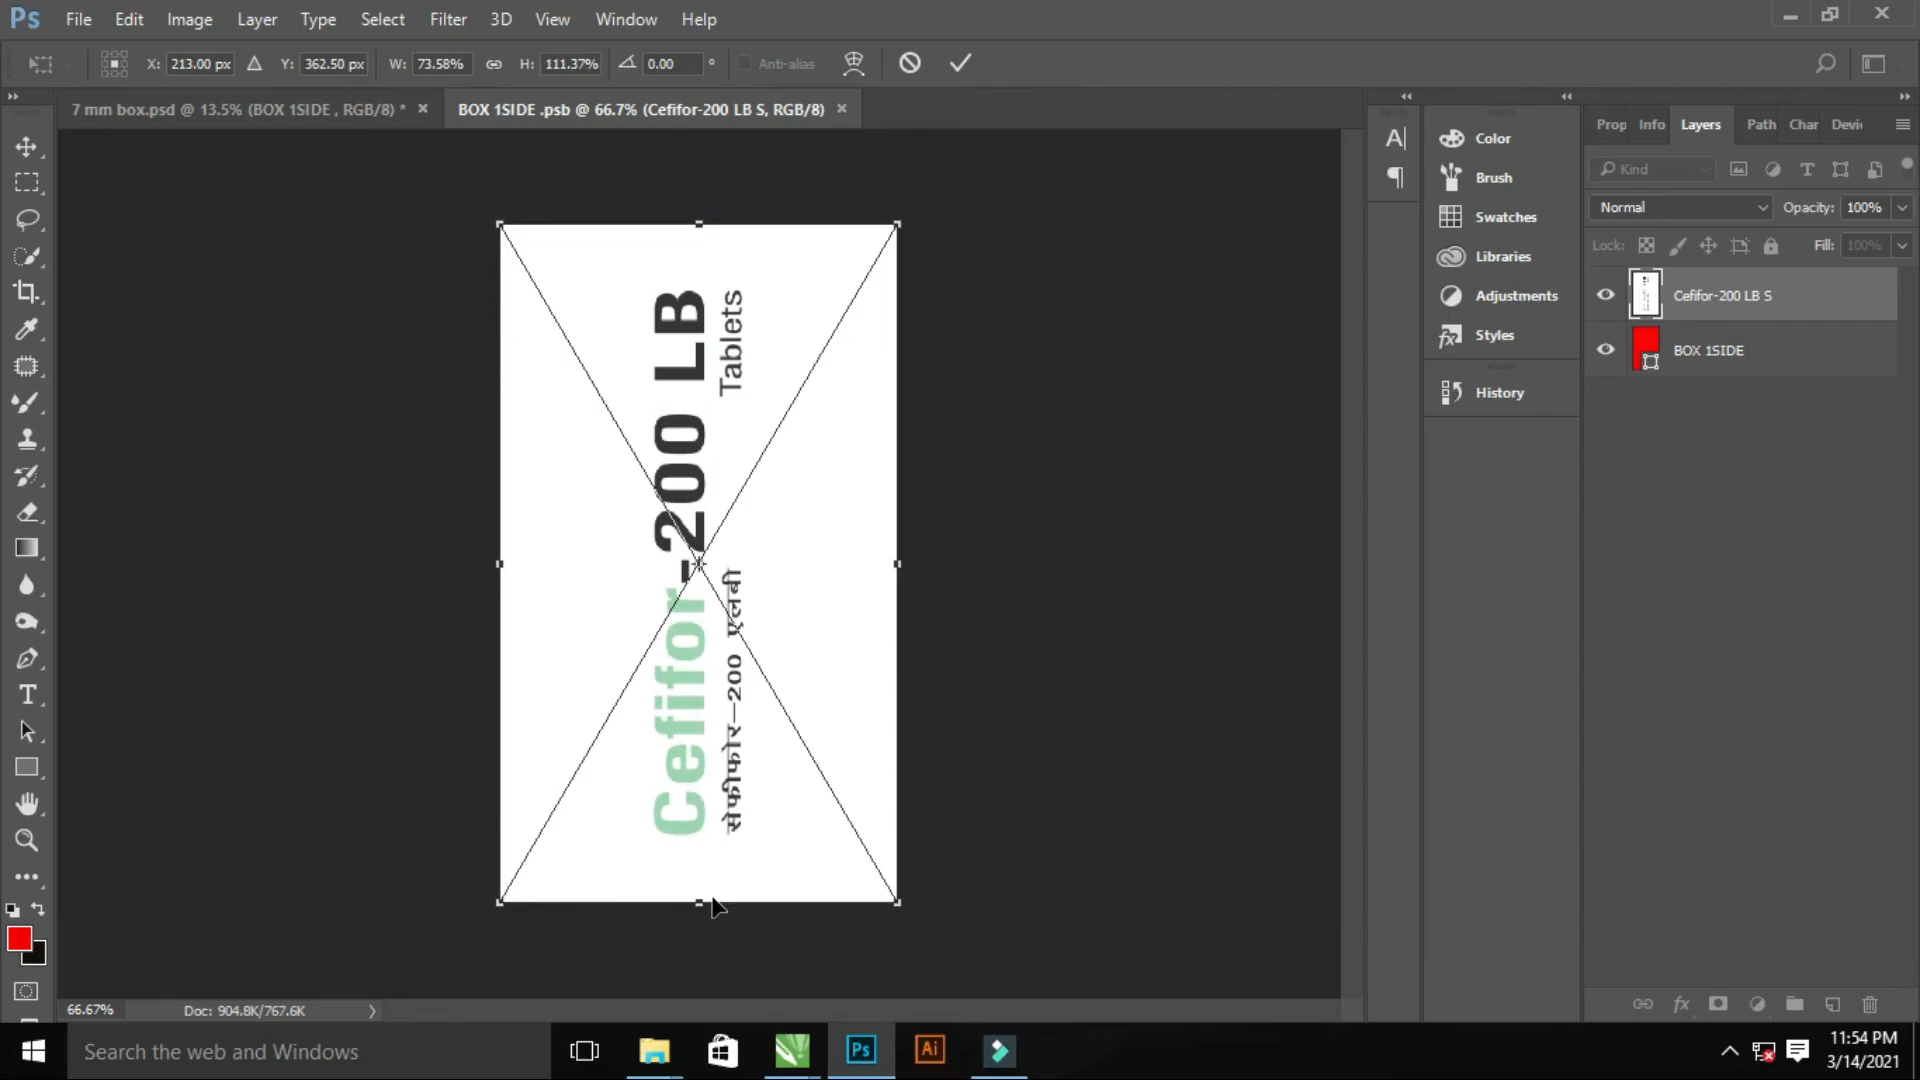 Ps File Edit Image Layer Type Select Filter 3D View Window Help
X: 213.00 px Y: 362.50 px W: 73.58% H: 111.37% 0.00 ° Anti-alias
7 mm box.psd @ 13.5% (BOX 1SIDE , RGB/8) * × BOX 1SIDE .psb @ 66.7% (Cefifor-200 LB S, RGB/8) ×
Prop Info Layers Path Char Devi
Color
Brush
Swatches
Libraries
Adjustments
Styles
History
Kind
Normal Opacity: 100%
Lock: Fill: 100%
Cefifor-200 LB S
BOX 1SIDE
Cefifor-200 LB
Tablets
सेफीफोर–200 एलबी
66.67% Doc: 904.8K/767.6K
Search the web and Windows
Ps
Ai
11:54 PM
3/14/2021